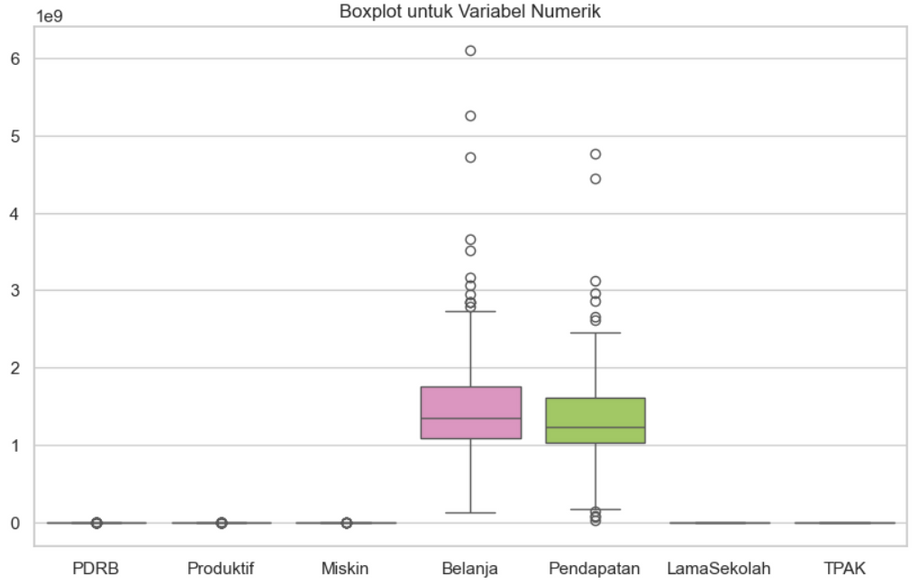 Boxplot untuk Variabel Numerik
1e9
6
5
4
3
2
1
0
PDRB Produktif Miskin Belanja Pendapatan LamaSekolah TPAK